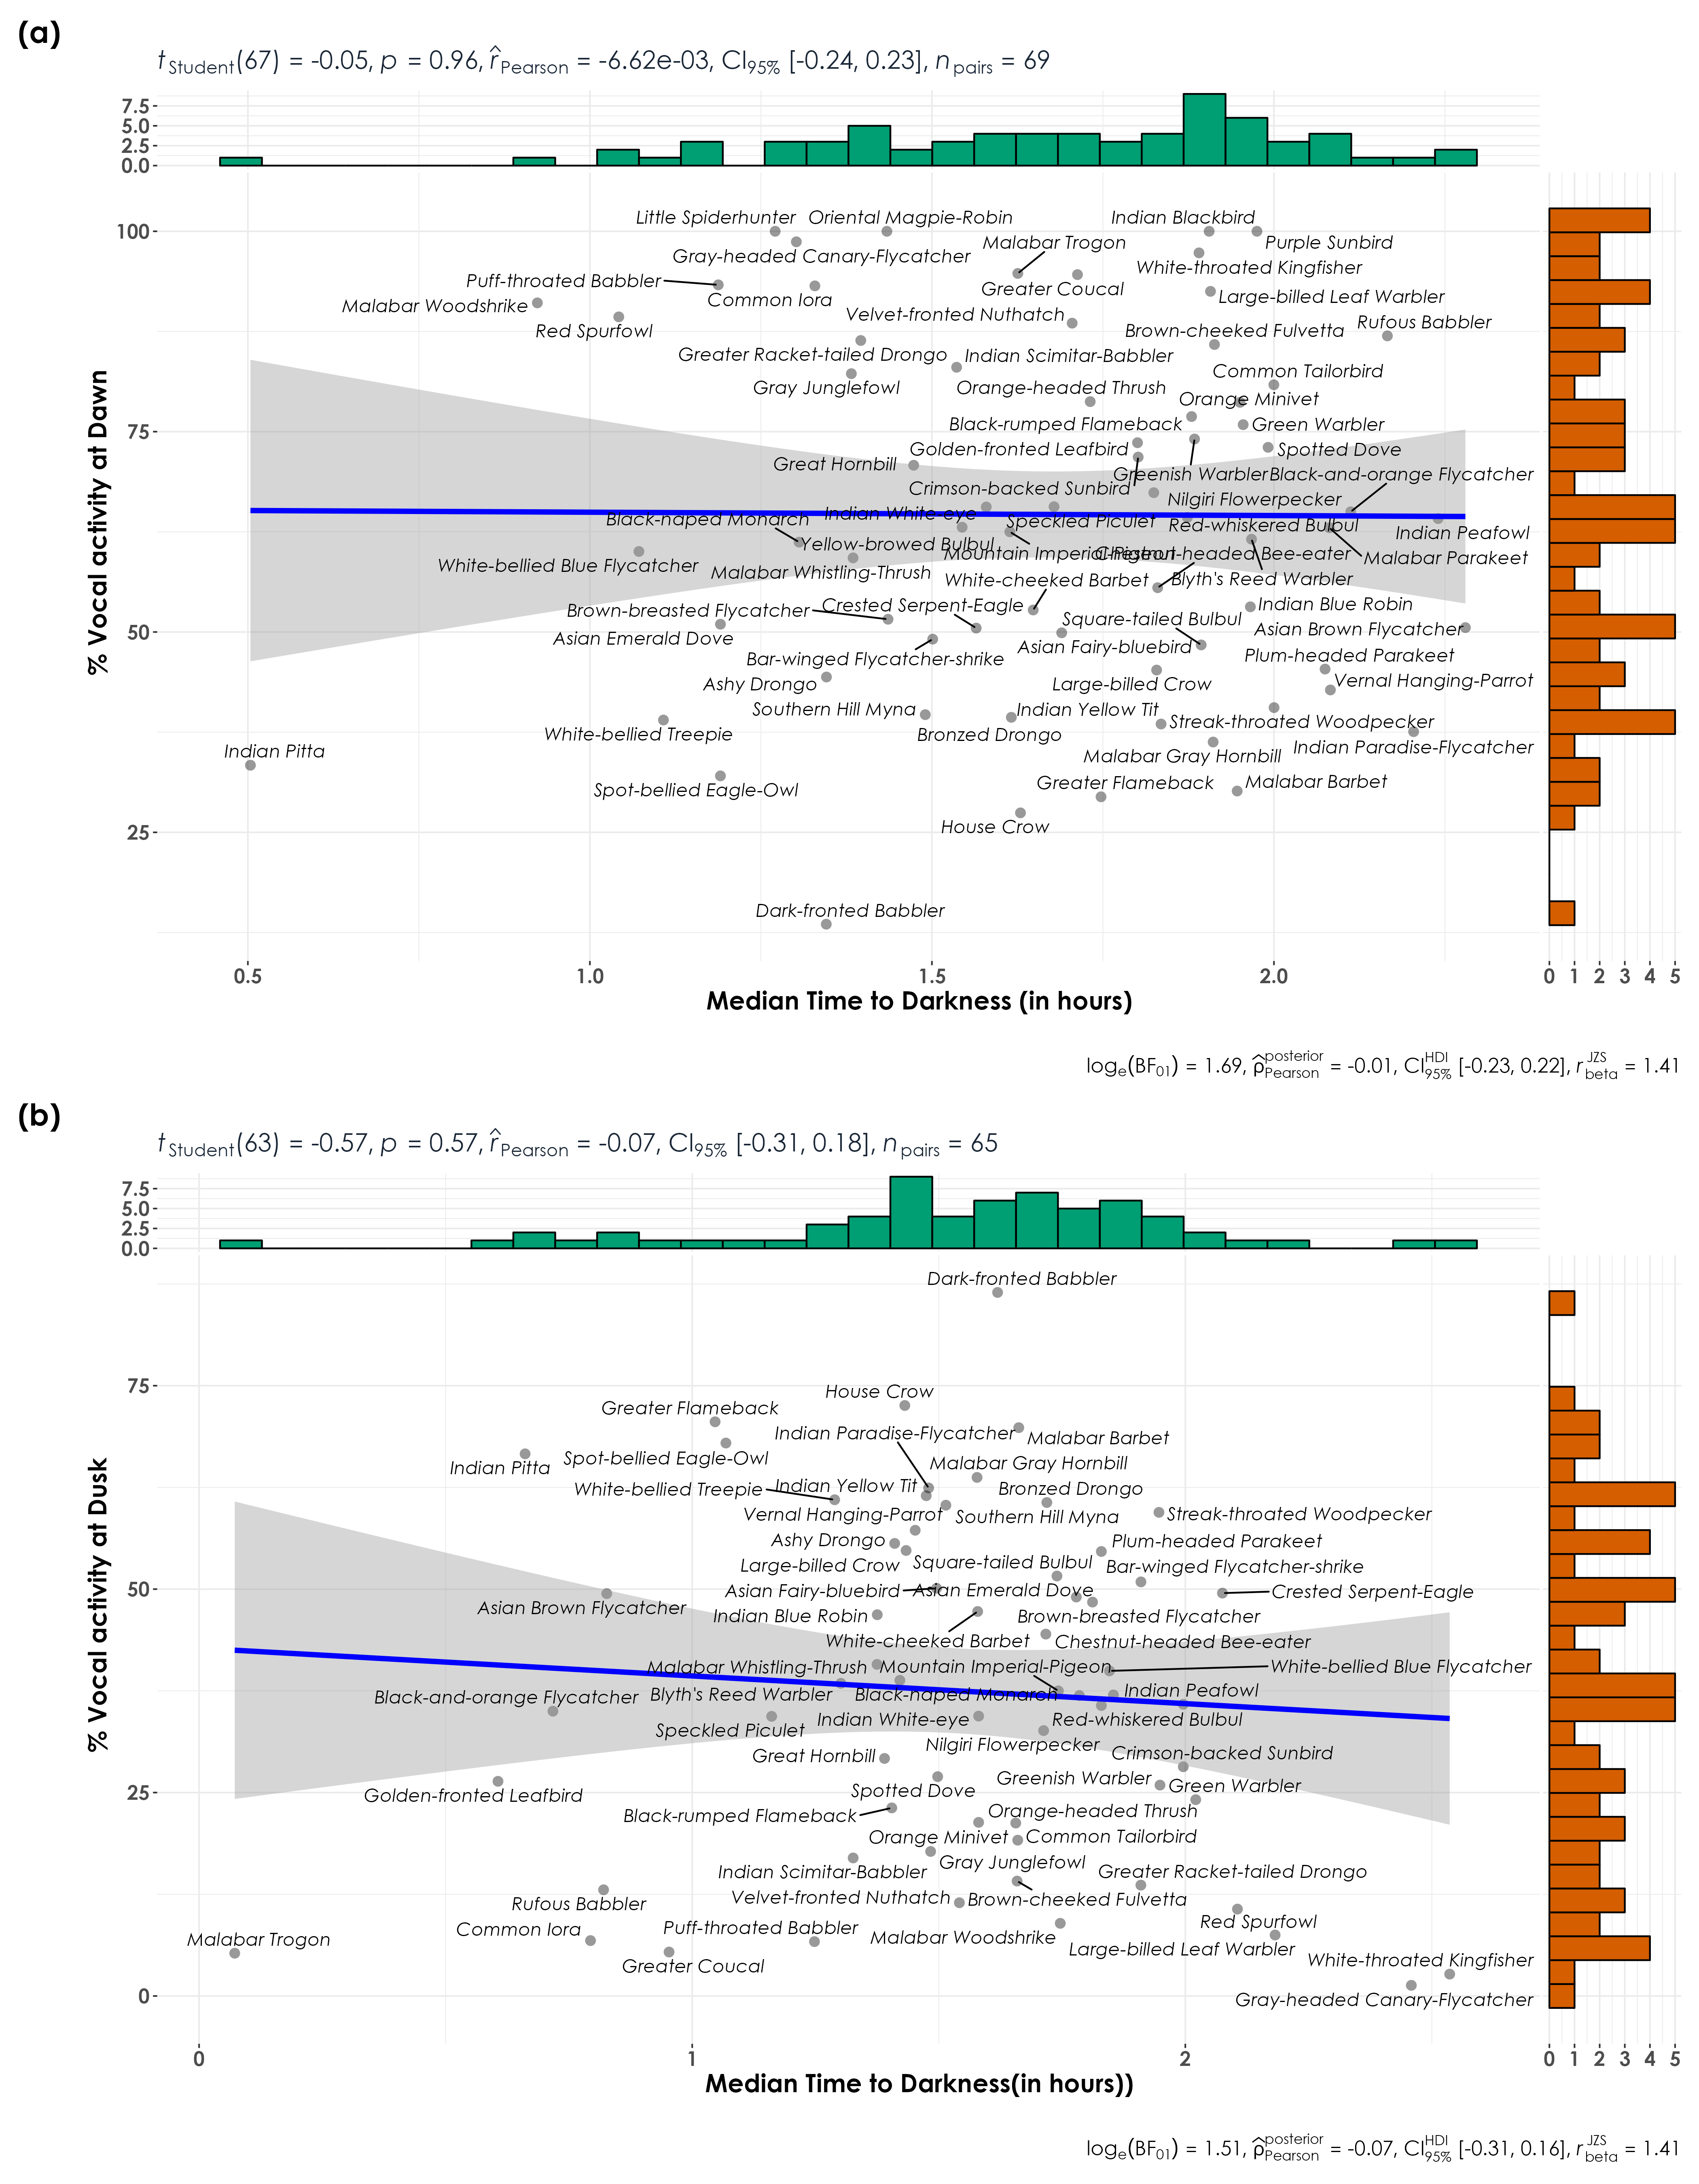 (a)
t Student(67) = -0.05, p = 0.96, r̂ Pearson = -6.62e-03, CI 95% [-0.24, 0.23], n pairs = 69
7.5
5.0
2.5
0.0
Little Spiderhunter Oriental Magpie-Robin Indian Blackbird
100
Malabar Trogon Purple Sunbird
Gray-headed Canary-Flycatcher White-throated Kingfisher
Puff-throated Babbler Greater Coucal
Common Iora Large-billed Leaf Warbler
Malabar Woodshrike Velvet-fronted Nuthatch Rufous Babbler
Red Spurfowl Brown-cheeked Fulvetta
Greater Racket-tailed Drongo Indian Scimitar-Babbler
Common Tailorbird
Gray Junglefowl Orange-headed Thrush
Orange Minivet
Black-rumped Flameback Green Warbler
75
Golden-fronted Leafbird Spotted Dove
Great Hornbill Greenish Warbler Black-and-orange Flycatcher
Crimson-backed Sunbird Nilgiri Flowerpecker
Black-naped Monarch Indian White-eye Speckled Piculet Red-whiskered Bulbul Indian Peafowl
Yellow-browed Bulbul Mountain Imperial-Pigeon Chestnut-headed Bee-eater Malabar Parakeet
White-bellied Blue Flycatcher Malabar Whistling-Thrush White-cheeked Barbet Blyth's Reed Warbler
Brown-breasted Flycatcher Crested Serpent-Eagle Indian Blue Robin
Square-tailed Bulbul Asian Brown Flycatcher
50
Asian Emerald Dove Asian Fairy-bluebird
Bar-winged Flycatcher-shrike Plum-headed Parakeet
Ashy Drongo Large-billed Crow Vernal Hanging-Parrot
Southern Hill Myna Indian Yellow Tit Streak-throated Woodpecker
White-bellied Treepie Bronzed Drongo Indian Paradise-Flycatcher
Indian Pitta Malabar Gray Hornbill
Spot-bellied Eagle-Owl Greater Flameback Malabar Barbet
House Crow
25
Dark-fronted Babbler
% Vocal activity at Dawn
0.5 1.0 1.5 2.0
0 1 2 3 4 5
Median Time to Darkness (in hours)
log e(BF 01) = 1.69, ρ̂ posterior Pearson = -0.01, CI HDI 95% [-0.23, 0.22], r JZS beta = 1.41
(b)
t Student(63) = -0.57, p = 0.57, r̂ Pearson = -0.07, CI 95% [-0.31, 0.18], n pairs = 65
7.5
5.0
2.5
0.0
Dark-fronted Babbler
75
House Crow
Greater Flameback
Indian Paradise-Flycatcher Malabar Barbet
Indian Pitta Spot-bellied Eagle-Owl Malabar Gray Hornbill
White-bellied Treepie Indian Yellow Tit Bronzed Drongo
Vernal Hanging-Parrot Southern Hill Myna Streak-throated Woodpecker
Ashy Drongo Plum-headed Parakeet
Large-billed Crow Square-tailed Bulbul Bar-winged Flycatcher-shrike
50
Asian Fairy-bluebird Asian Emerald Dove Crested Serpent-Eagle
Asian Brown Flycatcher Indian Blue Robin Brown-breasted Flycatcher
White-cheeked Barbet Chestnut-headed Bee-eater
Malabar Whistling-Thrush Mountain Imperial-Pigeon White-bellied Blue Flycatcher
Black-and-orange Flycatcher Blyth's Reed Warbler Black-naped Monarch Indian Peafowl
Speckled Piculet Indian White-eye Red-whiskered Bulbul
Great Hornbill Nilgiri Flowerpecker Crimson-backed Sunbird
25
Golden-fronted Leafbird Spotted Dove Greenish Warbler Green Warbler
Black-rumped Flameback Orange-headed Thrush
Orange Minivet Common Tailorbird
Indian Scimitar-Babbler Gray Junglefowl Greater Racket-tailed Drongo
Rufous Babbler Velvet-fronted Nuthatch Brown-cheeked Fulvetta
Common Iora Puff-throated Babbler Malabar Woodshrike Red Spurfowl
Malabar Trogon Greater Coucal Large-billed Leaf Warbler
White-throated Kingfisher
0
Gray-headed Canary-Flycatcher
% Vocal activity at Dusk
0 1 2
0 1 2 3 4 5
Median Time to Darkness(in hours))
log e(BF 01) = 1.51, ρ̂ posterior Pearson = -0.07, CI HDI 95% [-0.31, 0.16], r JZS beta = 1.41